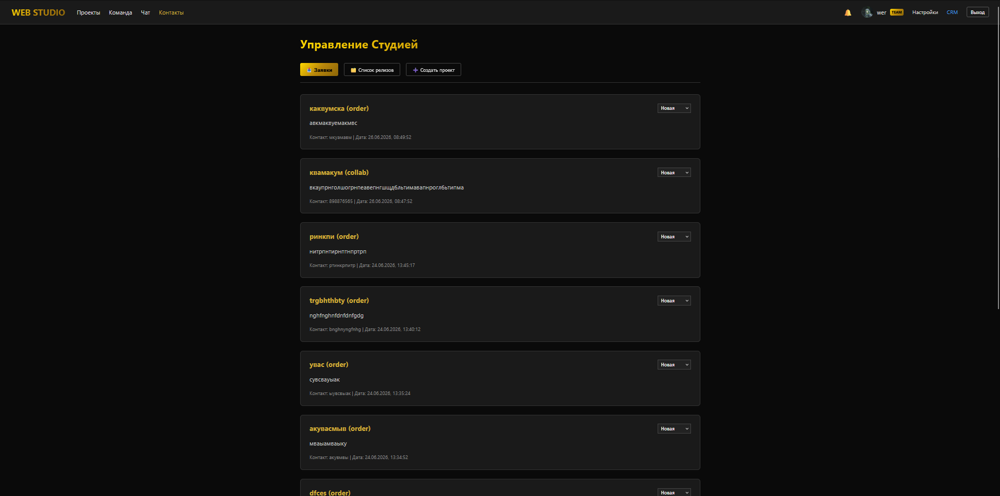 WEB STUDIO Проекты Команда Чат Контакты wer TEAM Настройки CRM Выход
Управление Студией
Заявки Список релизов Создать проект
каквумска (order) Новая
авкмаквуемакмвс
Контакт: мкуамавм | Дата: 26.06.2026, 08:49:52
квамакум (collab) Новая
вкаупрнголшогрнпеавепнгшщдбльтимавапнроглбьтипма
Контакт: 898876565 | Дата: 26.06.2026, 08:47:52
ринкпи (order) Новая
нитрпнтирнптнпртрп
Контакт: ртинкрпитр | Дата: 24.06.2026, 13:45:17
trgbhthbty (order) Новая
nghfnghnfdnfdnfgdg
Контакт: bnghnyngfnhg | Дата: 24.06.2026, 13:40:12
увас (order) Новая
сувсвауыак
Контакт: ыувсвыак | Дата: 24.06.2026, 13:35:24
акувасмыв (order) Новая
мваыамваыку
Контакт: акувмвы | Дата: 24.06.2026, 13:34:52
dfces (order) Новая